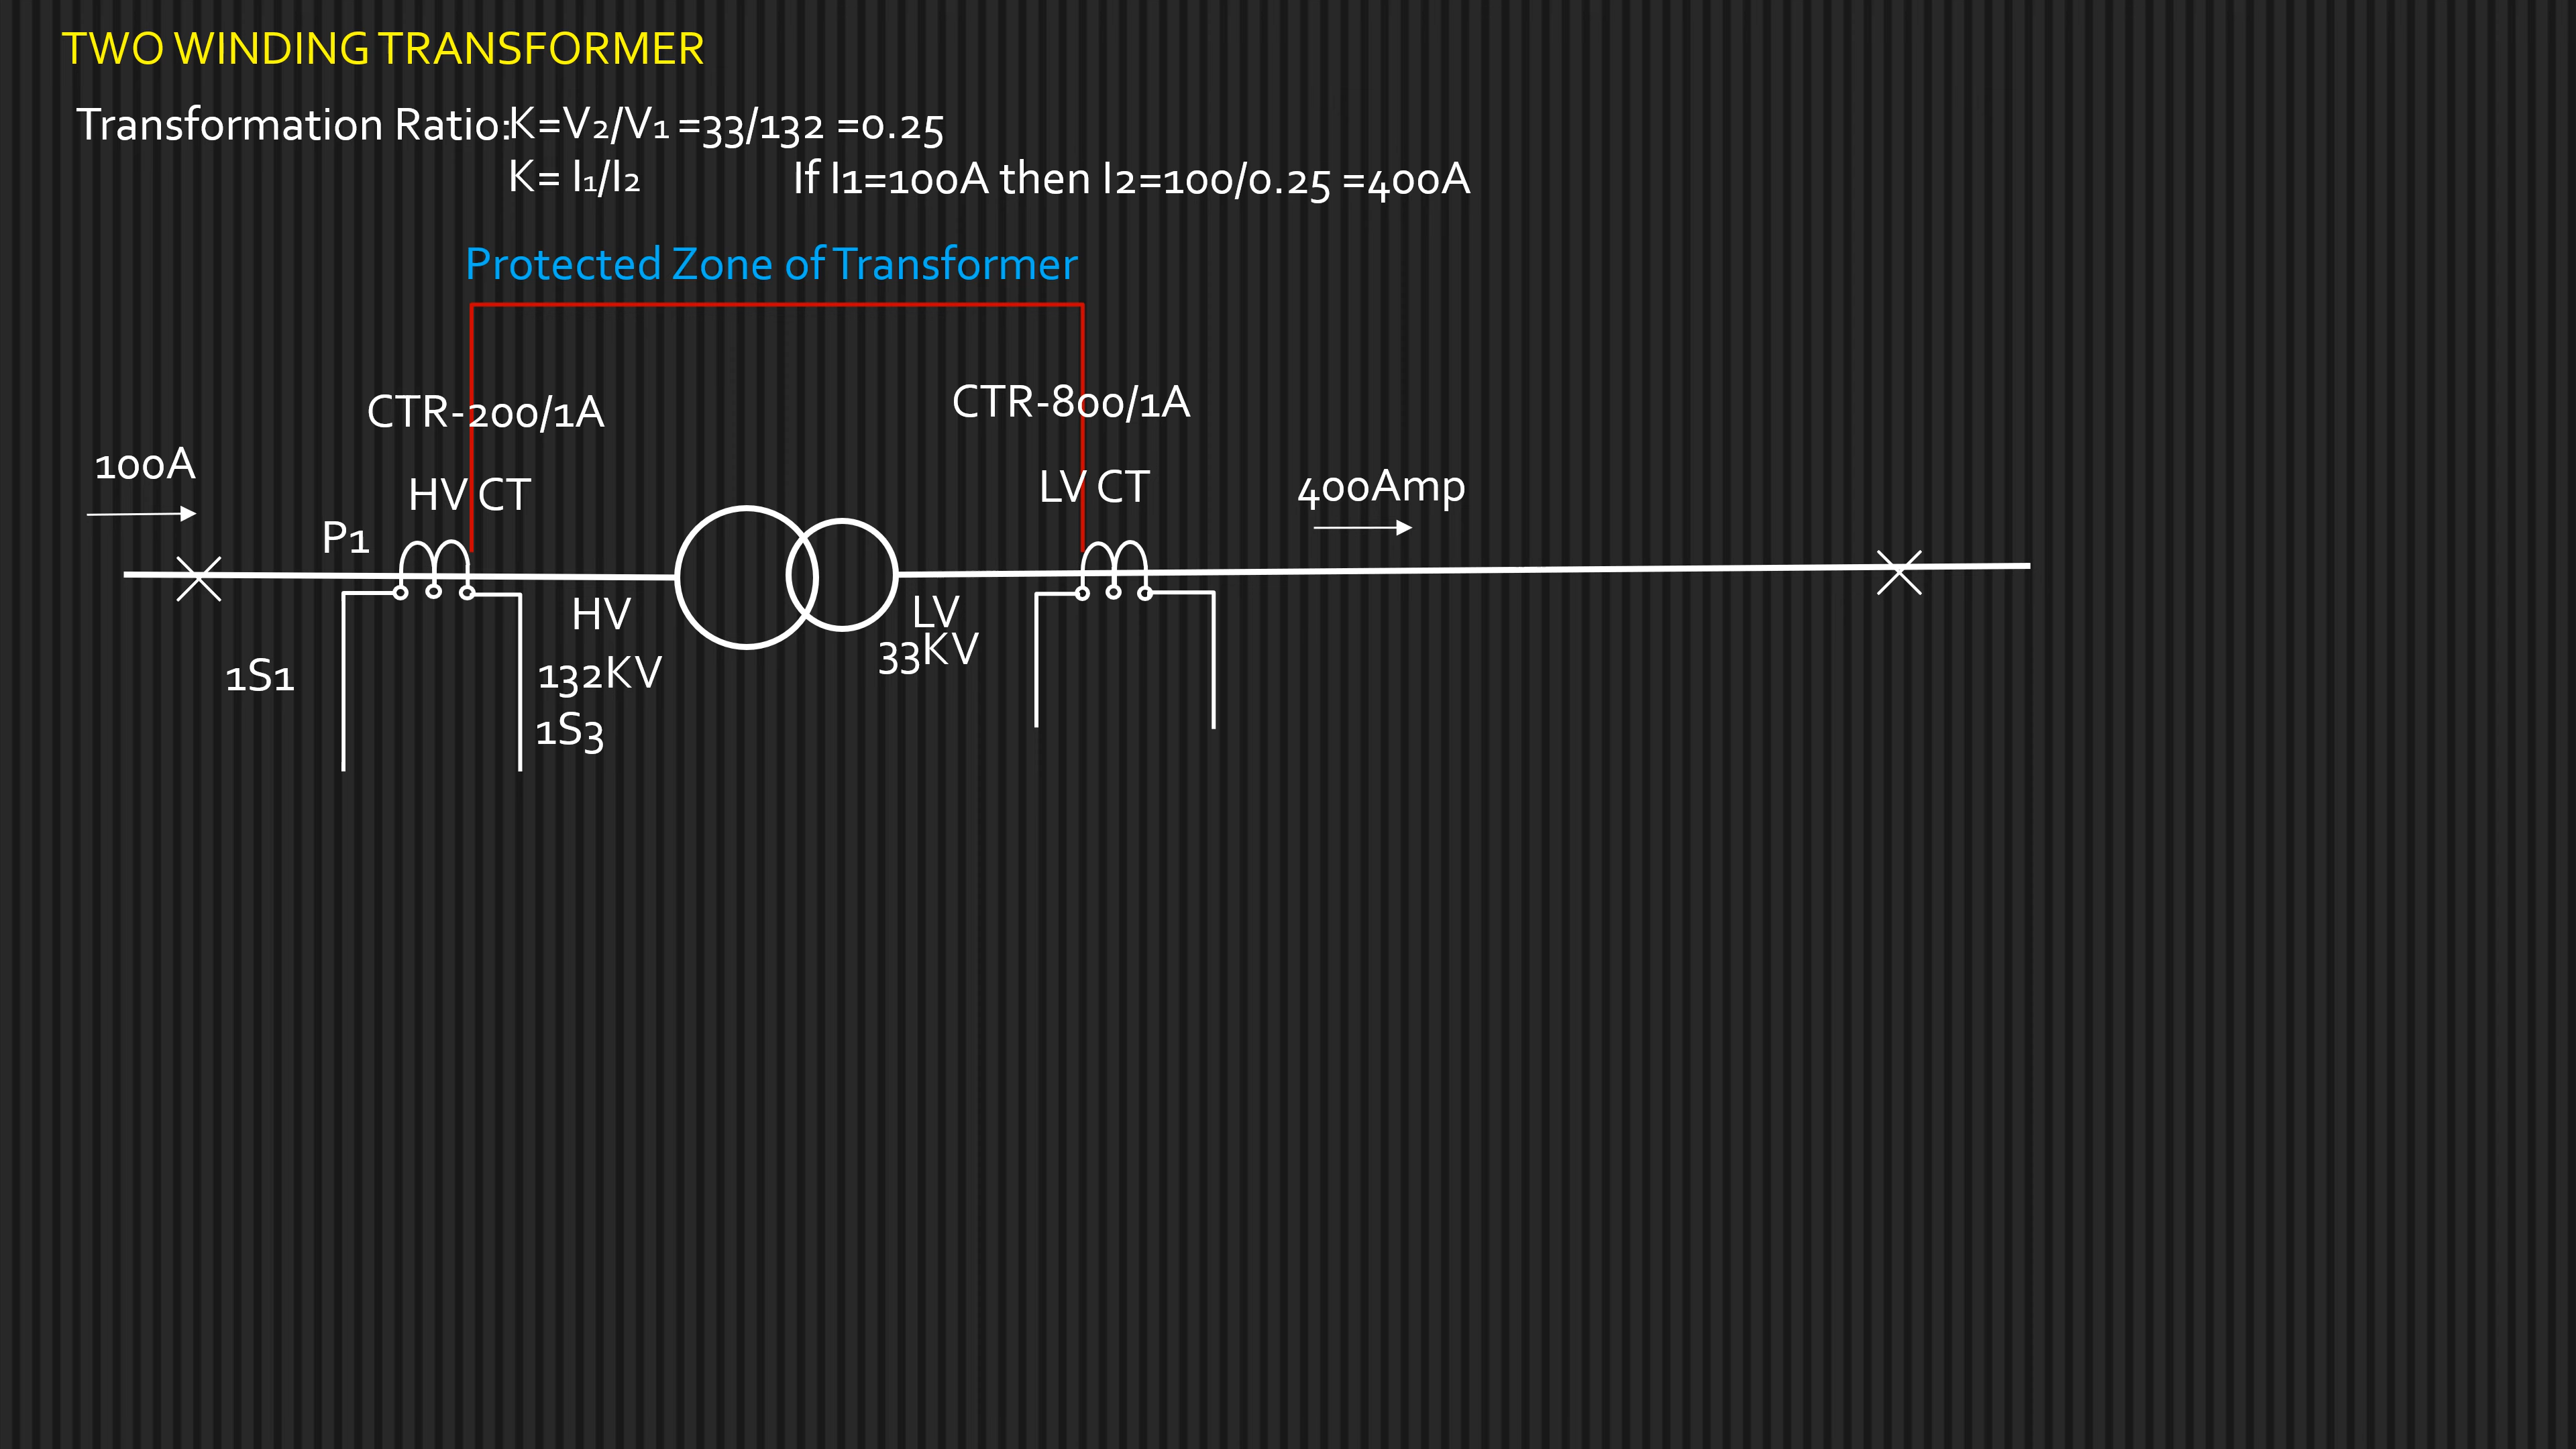 TWO WINDING TRANSFORMER
Transformation Ratio:K=V2/V1 =33/132 =0.25
K= I1/I2 If I1=100A then I2=100/0.25 =400A
Protected Zone of Transformer
CTR-200/1A CTR-800/1A
100A HV CT LV CT 400Amp
P1
HV LV
1S1 132KV 33KV
1S3